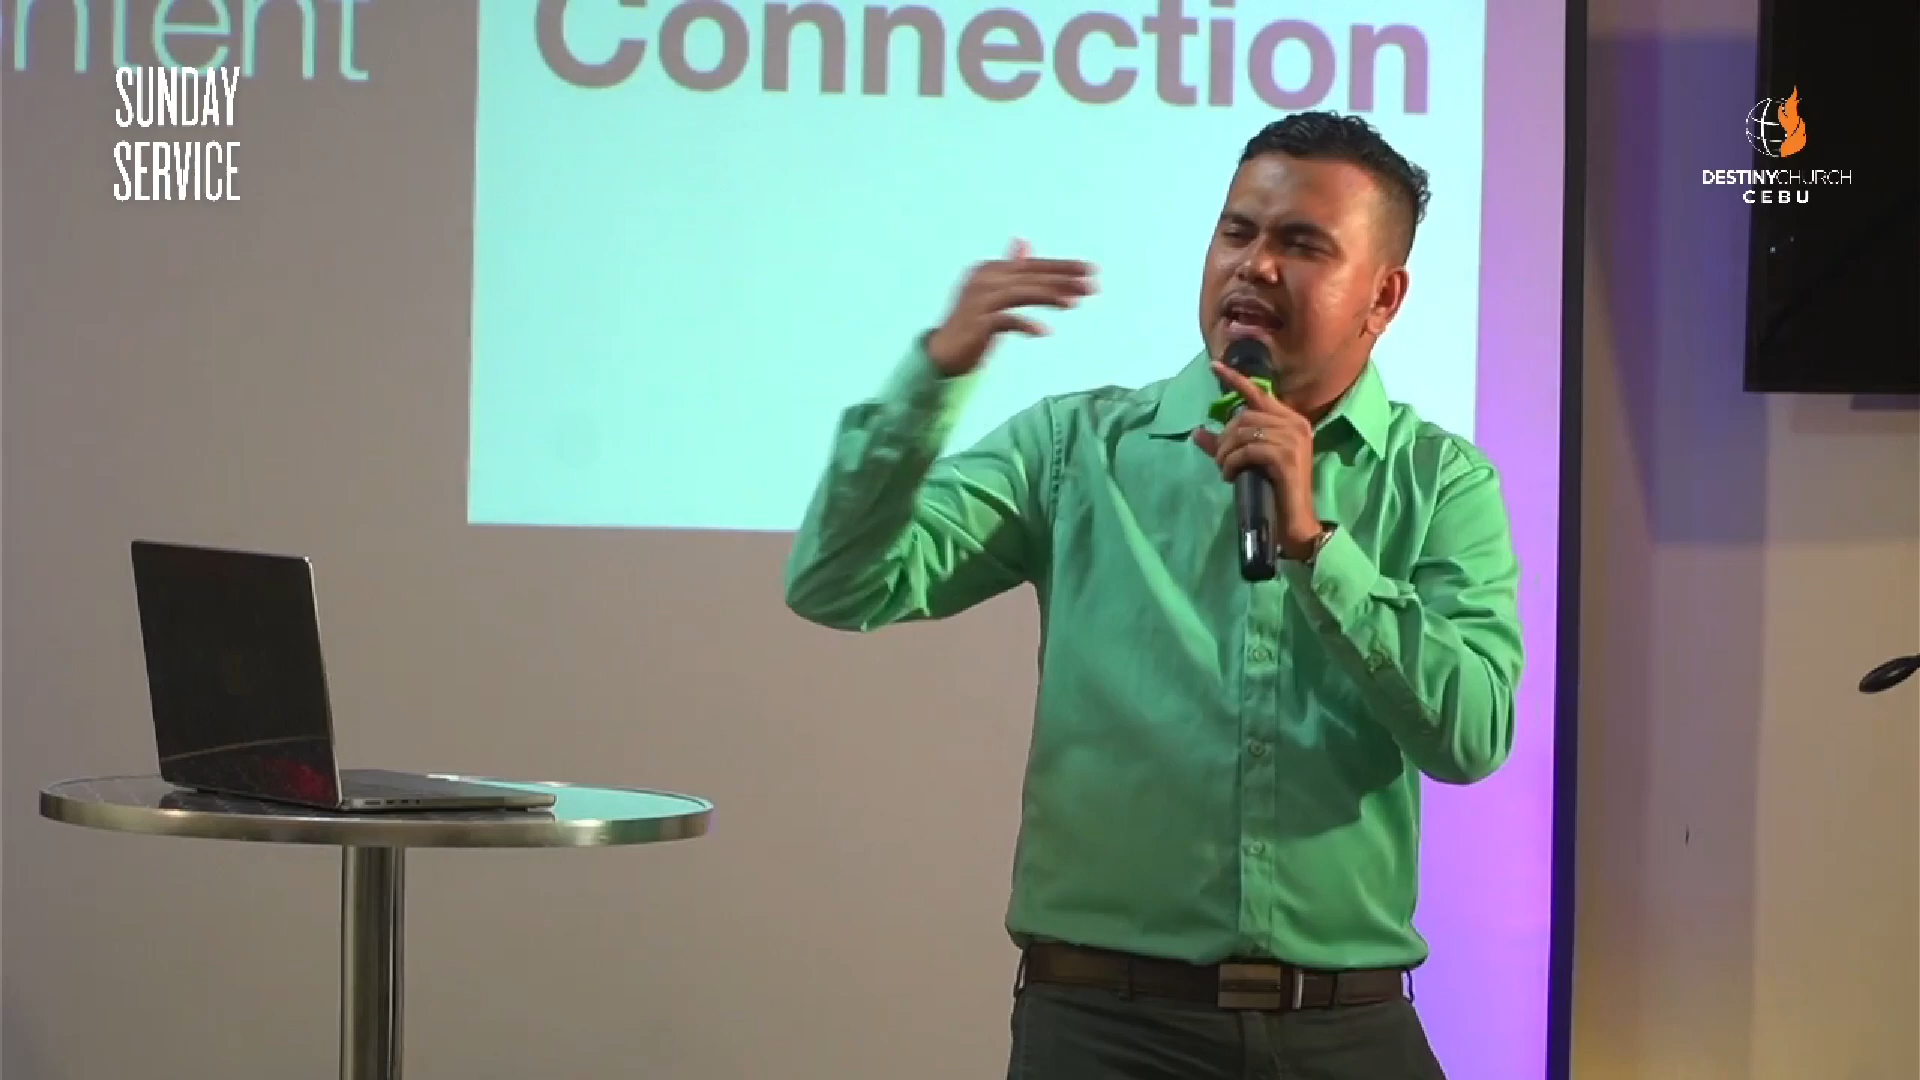 Connection
SUNDAY
SERVICE
DESTINYCHURCH
CEBU